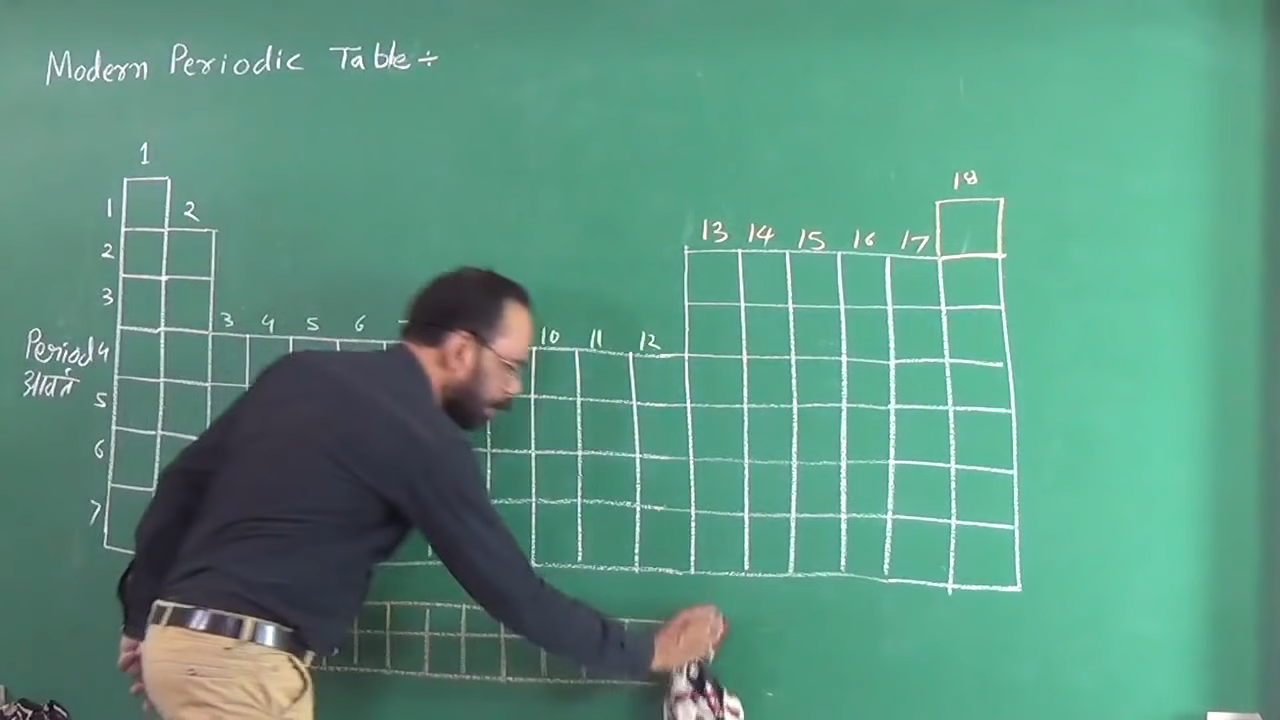 Modern Periodic Table ÷
1
18
1 2
13 14 15 16 17
2
3
3 4 5 6 10 11 12
Period 4
आवर्त
5
6
7